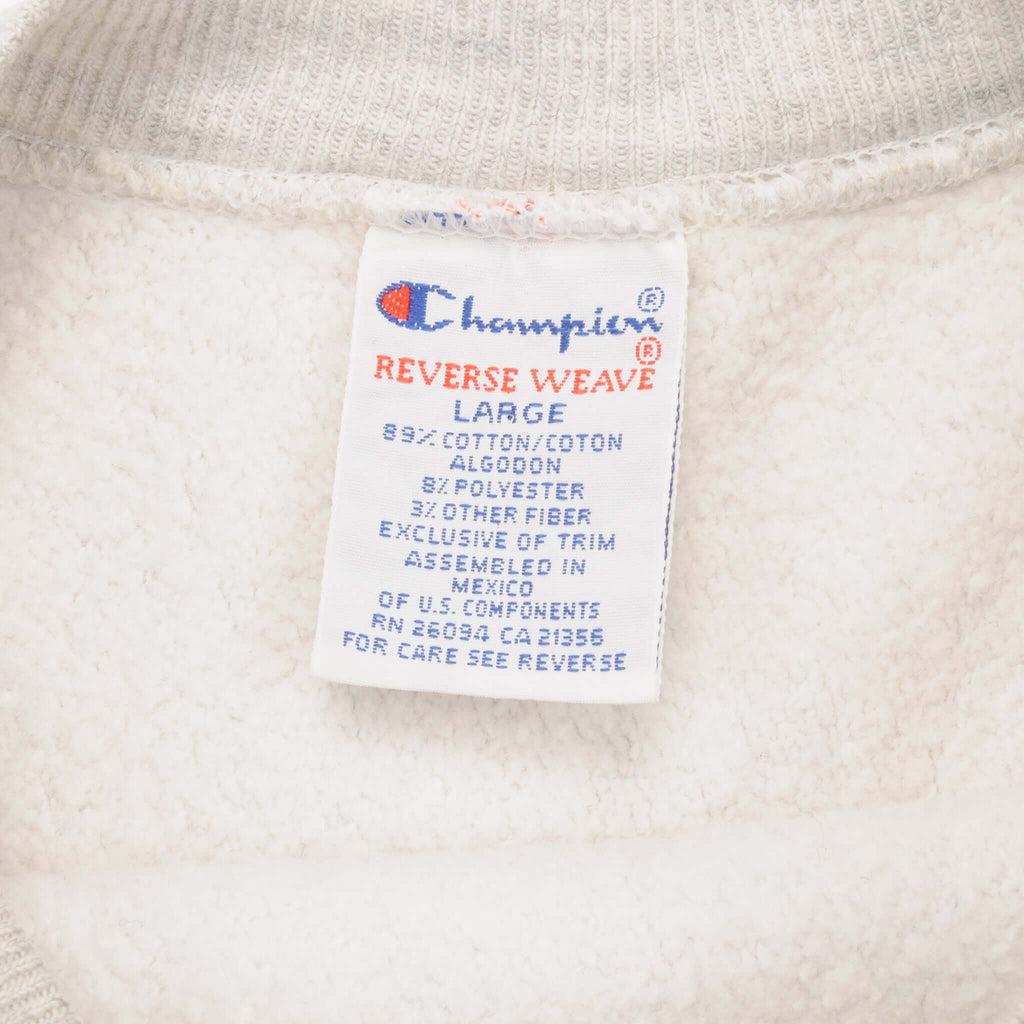 Champion®
REVERSE WEAVE®
LARGE
89% COTTON/COTON
ALGODON
8% POLYESTER
3% OTHER FIBER
EXCLUSIVE OF TRIM
ASSEMBLED IN
MEXICO
OF U.S. COMPONENTS
RN 26094 CA 21356
FOR CARE SEE REVERSE